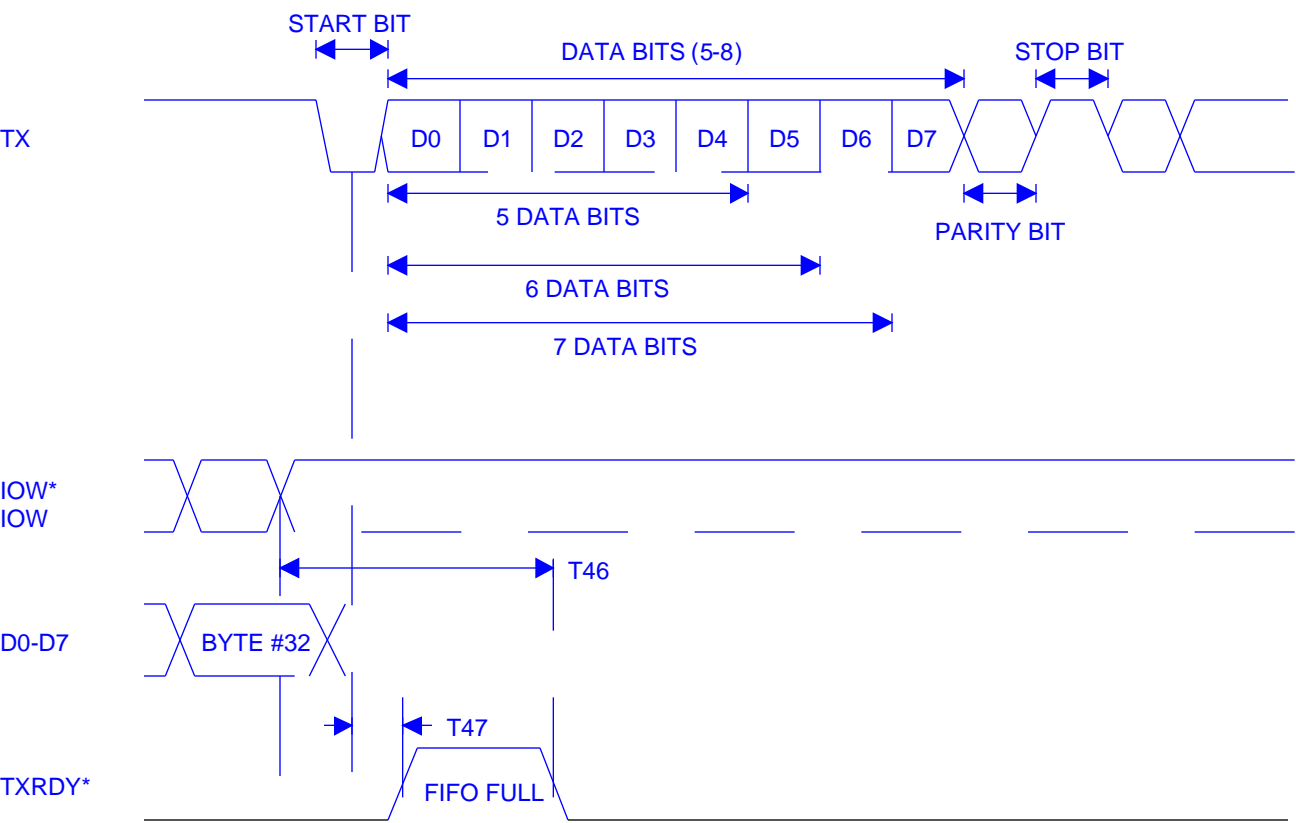 START BIT
DATA BITS (5-8)
STOP BIT
TX
D0 D1 D2 D3 D4 D5 D6 D7
5 DATA BITS
PARITY BIT
6 DATA BITS
7 DATA BITS
IOW*
IOW
T46
D0-D7
BYTE #32
T47
TXRDY*
FIFO FULL